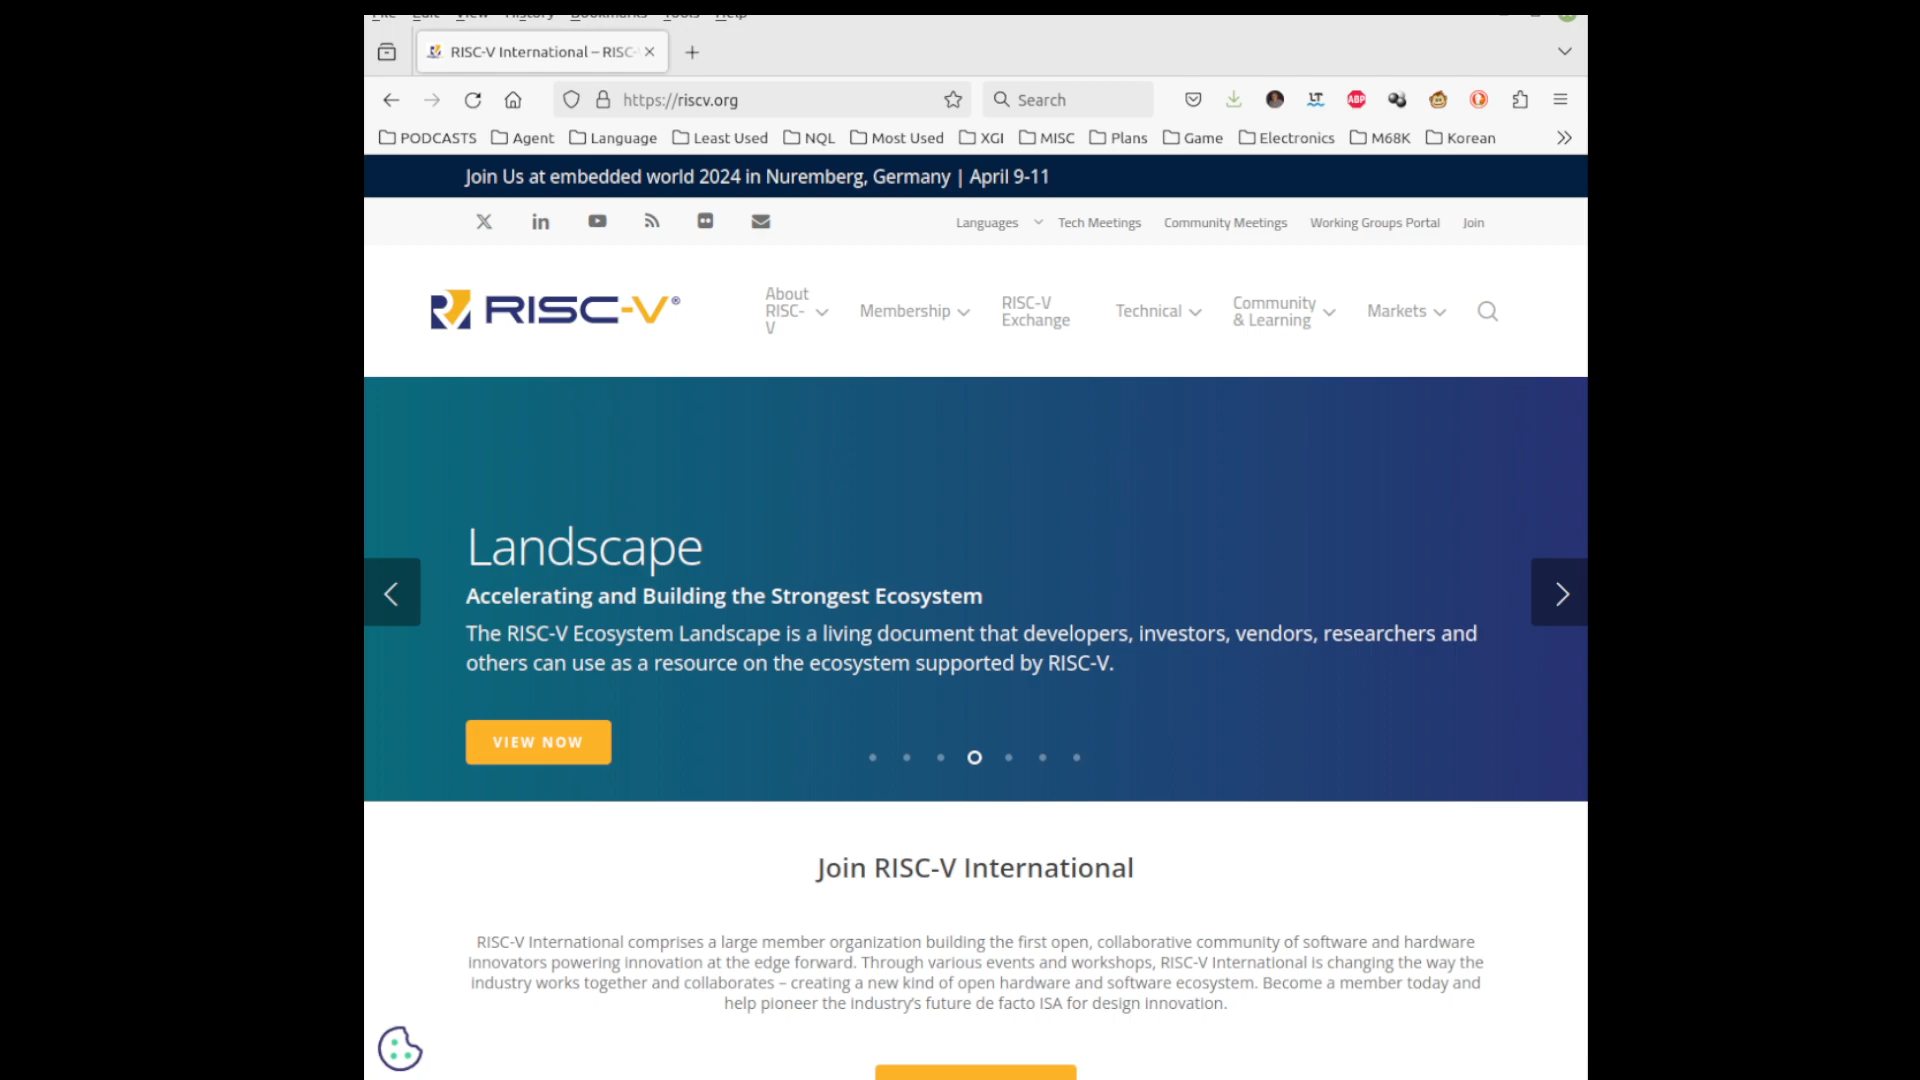 File Edit View History Bookmarks Tools Help
RISC-V International – RISC-
https://riscv.org
Search
PODCASTS Agent Language Least Used NQL Most Used XGI MISC Plans Game Electronics M68K Korean
Join Us at embedded world 2024 in Nuremberg, Germany | April 9-11
Languages Tech Meetings Community Meetings Working Groups Portal Join
RISC-V®
About RISC-V
Membership
RISC-V Exchange
Technical
Community & Learning
Markets
Landscape
Accelerating and Building the Strongest Ecosystem
The RISC-V Ecosystem Landscape is a living document that developers, investors, vendors, researchers and
others can use as a resource on the ecosystem supported by RISC-V.
VIEW NOW
Join RISC-V International
RISC-V International comprises a large member organization building the first open, collaborative community of software and hardware
innovators powering innovation at the edge forward. Through various events and workshops, RISC-V International is changing the way the
industry works together and collaborates – creating a new kind of open hardware and software ecosystem. Become a member today and
help pioneer the industry's future de facto ISA for design innovation.